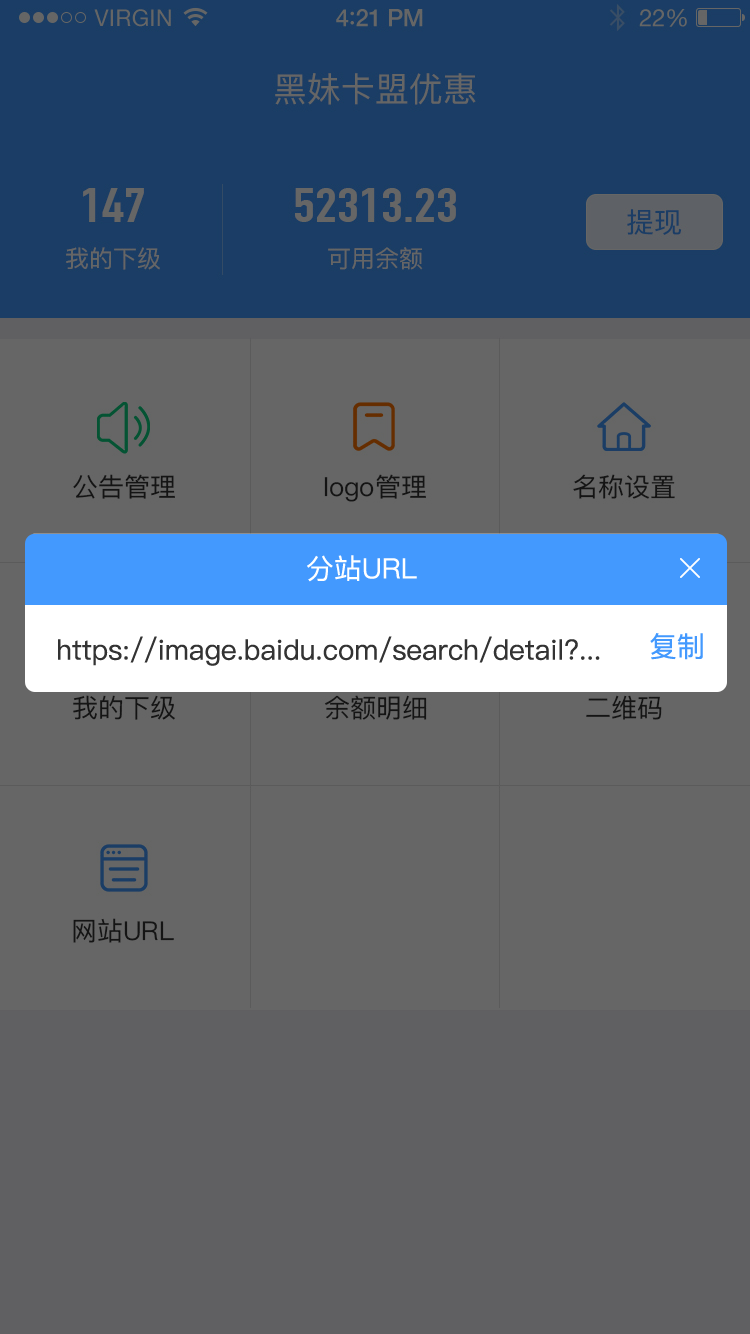 VIRGIN 4:21 PM 22%
黑妹卡盟优惠
147 52313.23 提现
我的下级 可用余额
公告管理 logo管理 名称设置
分站URL
https://image.baidu.com/search/detail?... 复制
我的下级 余额明细 二维码
网站URL